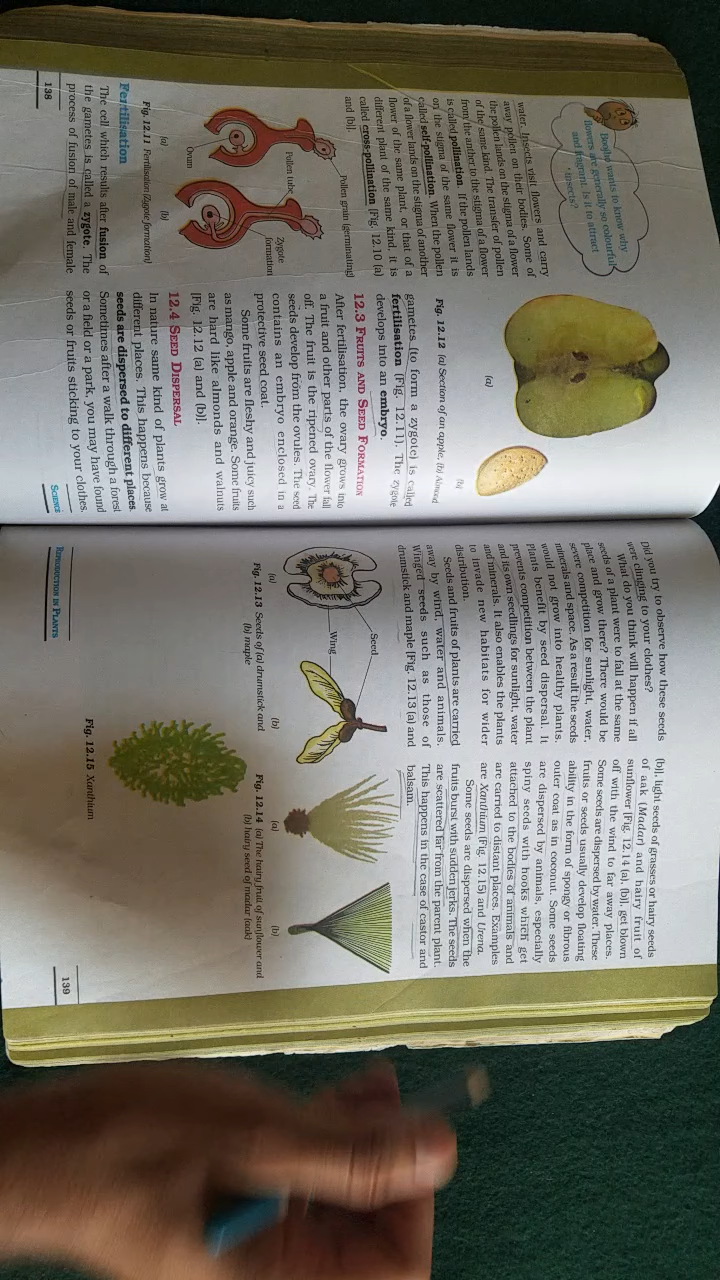 Boojho wants to know why
flowers are generally so colourful
and fragrant. Is it to attract
insects?
water. Insects visit flowers and carry
away pollen on their bodies. Some of
the pollen lands on the stigma of a flower
of the same kind. The transfer of pollen
from the anther to the stigma of a flower
is called pollination. If the pollen lands
on the stigma of the same flower it is
called self-pollination. When the pollen
of a flower lands on the stigma of another
flower of the same plant, or that of a
different plant of the same kind, it is
called cross-pollination [Fig. 12.10 (a)
and (b)].
Pollen grain (germinating)
Pollen tube
Zygote
formation
Ovum
(a)
(b)
Fig. 12.11 Fertilisation (Zygote formation)
Fertilisation
The cell which results after fusion of
the gametes is called a zygote. The
process of fusion of male and female
138
(a)
(b)
Fig. 12.12 (a) Section of an apple, (b) Almond
gametes (to form a zygote) is called
fertilisation [Fig. 12.11]. The zygote
develops into an embryo.
12.3 FRUITS AND SEED FORMATION
After fertilisation, the ovary grows into
a fruit and other parts of the flower fall
off. The fruit is the ripened ovary. The
seeds develop from the ovules. The seed
contains an embryo enclosed in a
protective seed coat.
Some fruits are fleshy and juicy such
as mango, apple and orange. Some fruits
are hard like almonds and walnuts
[Fig. 12.12 (a) and (b)].
12.4 SEED DISPERSAL
In nature same kind of plants grow at
different places. This happens because
seeds are dispersed to different places.
Sometimes after a walk through a forest
or a field or a park, you may have found
seeds or fruits sticking to your clothes.
SCIENCE
Did you try to observe how these seeds
were clinging to your clothes?
What do you think will happen if all
seeds of a plant were to fall at the same
place and grow there? There would be
severe competition for sunlight, water,
minerals and space. As a result the seeds
would not grow into healthy plants.
Plants benefit by seed dispersal. It
prevents competition between the plant
and its own seedlings for sunlight, water
and minerals. It also enables the plants
to invade new habitats for wider
distribution.
Seeds and fruits of plants are carried
away by wind, water and animals.
Winged seeds such as those of
drumstick and maple [Fig. 12.13 (a) and
Seed
Wing
(a)
(b)
Fig. 12.13 Seeds of (a) drumstick and
(b) maple
REPRODUCTION IN PLANTS
(b)], light seeds of grasses or hairy seeds
of aak (Madar) and hairy fruit of
sunflower [Fig. 12.14 (a), (b)], get blown
off with the wind to far away places.
Some seeds are dispersed by water. These
fruits or seeds usually develop floating
ability in the form of spongy or fibrous
outer coat as in coconut. Some seeds
are dispersed by animals, especially
spiny seeds with hooks which get
attached to the bodies of animals and
are carried to distant places. Examples
are Xanthium (Fig. 12.15) and Urena.
Some seeds are dispersed when the
fruits burst with sudden jerks. The seeds
are scattered far from the parent plant.
This happens in the case of castor and
balsam.
(a)
(b)
Fig. 12.14 (a) The hairy fruit of sunflower and
(b) hairy seed of madar (aak)
Fig. 12.15 Xanthium
139